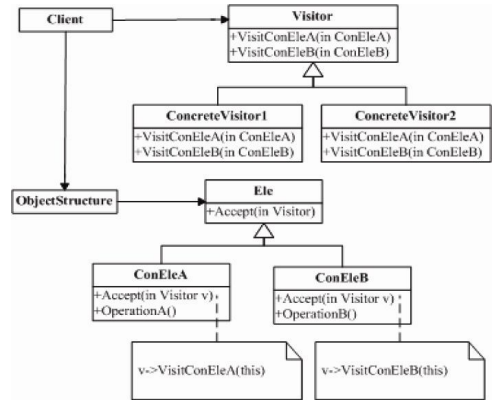 Client
Visitor
+VisitConEleA(in ConEleA)
+VisitConEleB(in ConEleB)
ConcreteVisitor1
+VisitConEleA(in ConEleA)
+VisitConEleB(in ConEleB)
ConcreteVisitor2
+VisitConEleA(in ConEleA)
+VisitConEleB(in ConEleB)
ObjectStructure
Ele
+Accept(in Visitor)
ConEleA
+Accept(in Visitor v)
+OperationA()
ConEleB
+Accept(in Visitor v)
+OperationB()
v->VisitConEleA(this)
v->VisitConEleB(this)